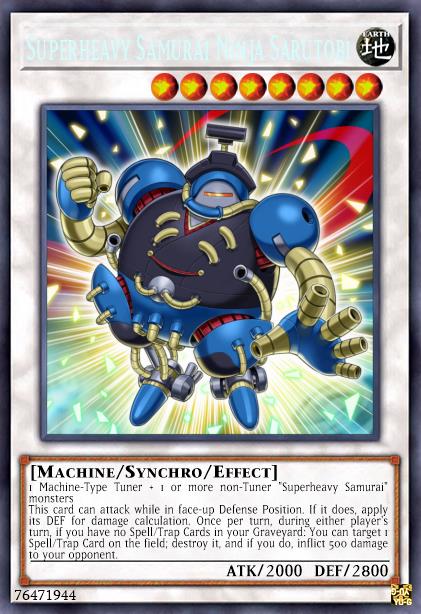 Superheavy Samurai Ninja Sarutobi
EARTH
地
[Machine/Synchro/Effect]
1 Machine-Type Tuner + 1 or more non-Tuner "Superheavy Samurai"
monsters
This card can attack while in face-up Defense Position. If it does, apply
its DEF for damage calculation. Once per turn, during either player's
turn, if you have no Spell/Trap Cards in your Graveyard: You can target 1
Spell/Trap Card on the field; destroy it, and if you do, inflict 500 damage
to your opponent.
ATK/2000 DEF/2800
76471944